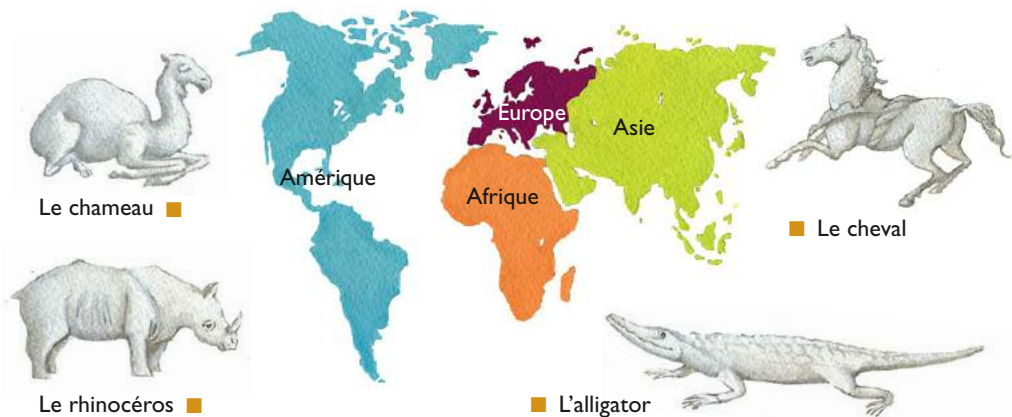 Europe
Asie
Amérique
Afrique
Le chameau
Le cheval
Le rhinocéros
L'alligator